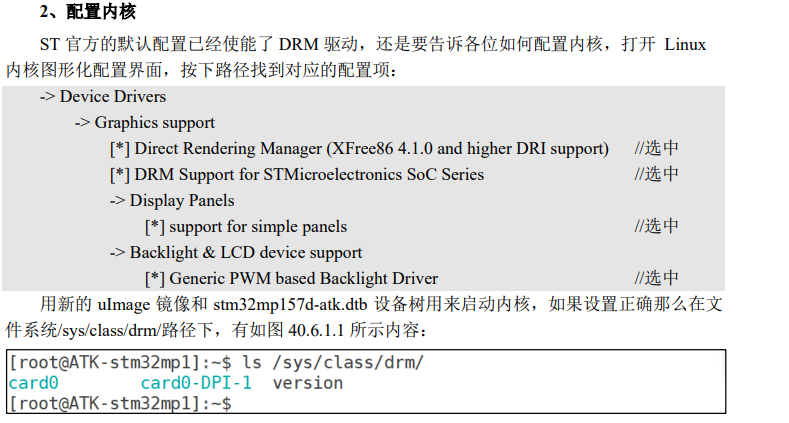 2、配置内核
ST 官方的默认配置已经使能了 DRM 驱动，还是要告诉各位如何配置内核，打开 Linux
内核图形化配置界面，按下路径找到对应的配置项：
-> Device Drivers
-> Graphics support
[*] Direct Rendering Manager (XFree86 4.1.0 and higher DRI support) //选中
[*] DRM Support for STMicroelectronics SoC Series //选中
-> Display Panels
[*] support for simple panels //选中
-> Backlight & LCD device support
[*] Generic PWM based Backlight Driver //选中
用新的 uImage 镜像和 stm32mp157d-atk.dtb 设备树用来启动内核，如果设置正确那么在文
件系统/sys/class/drm/路径下，有如图 40.6.1.1 所示内容：
[root@ATK-stm32mp1]:~$ ls /sys/class/drm/
card0 card0-DPI-1 version
[root@ATK-stm32mp1]:~$